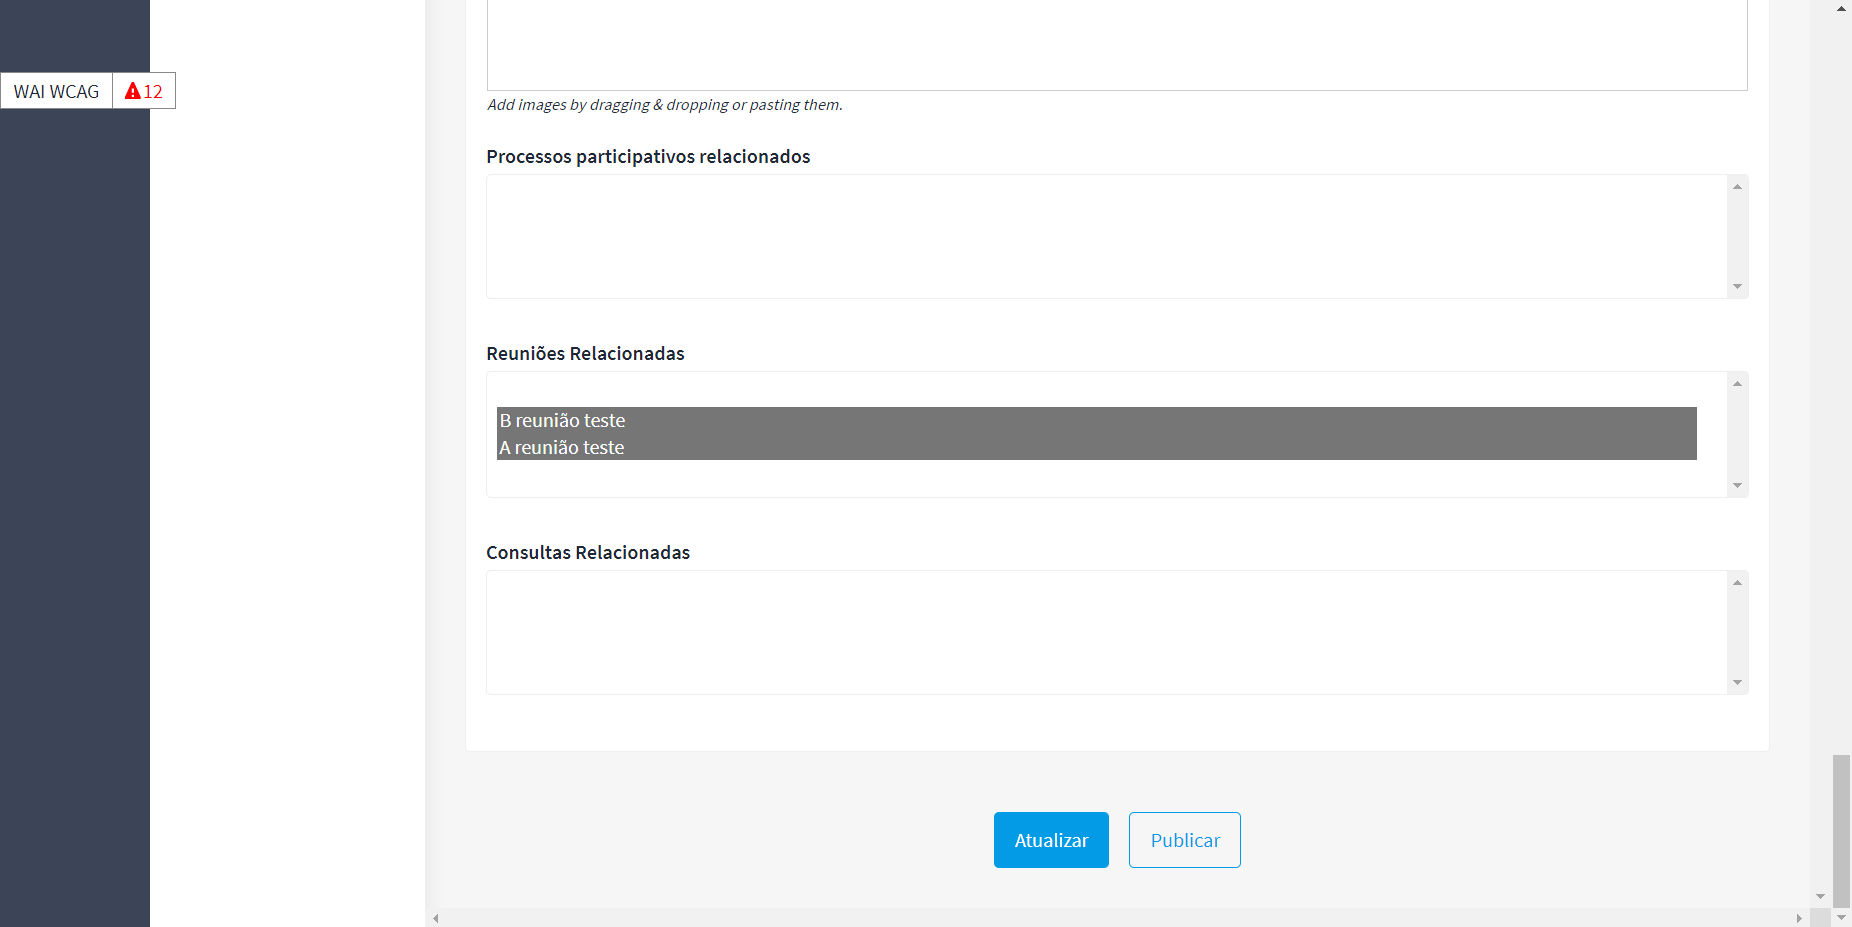 WAI WCAG
12
Add images by dragging & dropping or pasting them.
Processos participativos relacionados
Reuniões Relacionadas
B reunião teste
A reunião teste
Consultas Relacionadas
Atualizar
Publicar